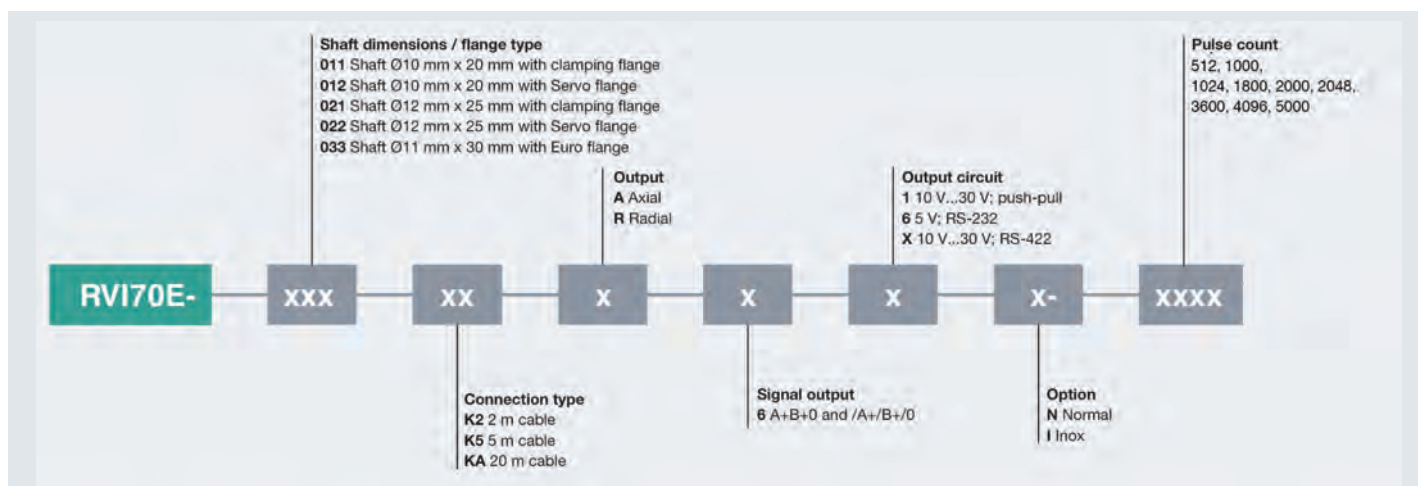 Shaft dimensions / flange type
011 Shaft Ø10 mm x 20 mm with clamping flange
012 Shaft Ø10 mm x 20 mm with Servo flange
021 Shaft Ø12 mm x 25 mm with clamping flange
022 Shaft Ø12 mm x 25 mm with Servo flange
033 Shaft Ø11 mm x 30 mm with Euro flange
Output
A Axial
R Radial
Output circuit
1 10 V...30 V; push-pull
6 5 V; RS-232
X 10 V...30 V; RS-422
Pulse count
512, 1000,
1024, 1800, 2000, 2048,
3600, 4096, 5000
RVI70E- xxx xx x x x x- xxxx
Connection type
K2 2 m cable
K5 5 m cable
KA 20 m cable
Signal output
6 A+B+0 and /A+/B+/0
Option
N Normal
I Inox